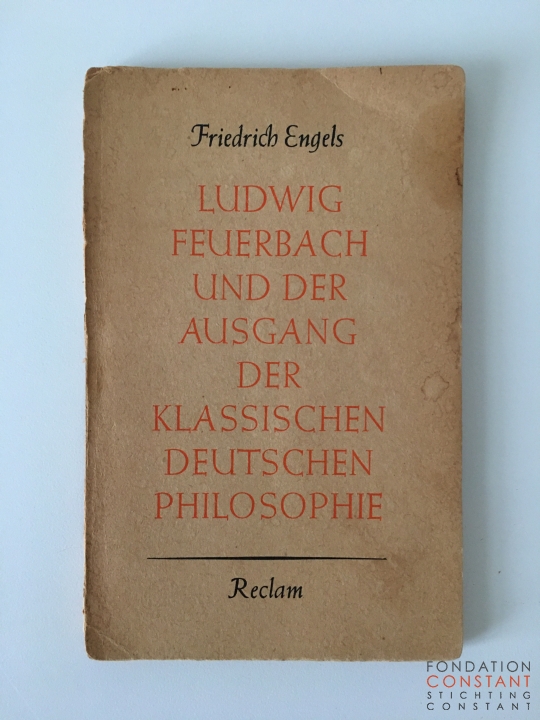 Friedrich Engels
LUDWIG
FEUERBACH
UND DER
AUSGANG
DER
KLASSISCHEN
DEUTSCHEN
PHILOSOPHIE
Reclam
FONDATION
CONSTANT
STICHTING
CONSTANT